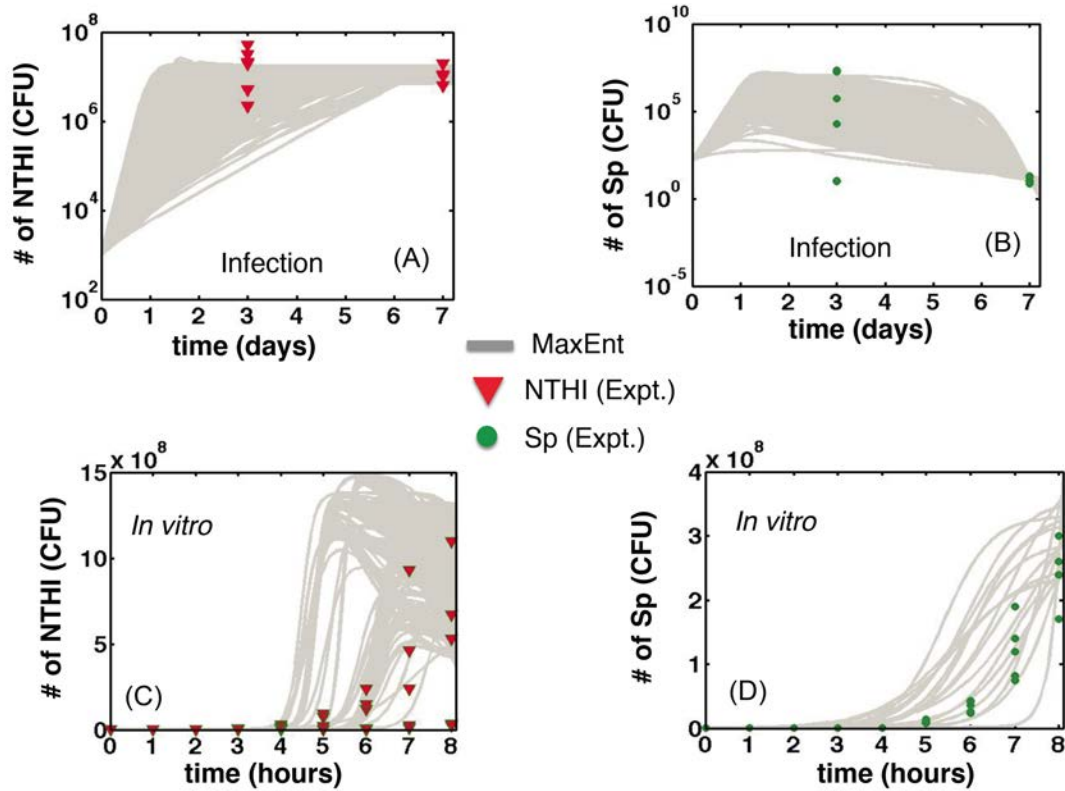 10^8
10^6
10^4
10^2
# of NTHI (CFU)
Infection
(A)
0 1 2 3 4 5 6 7
time (days)
10^10
10^5
10^0
10^-5
# of Sp (CFU)
Infection
(B)
0 1 2 3 4 5 6 7
time (days)
MaxEnt
NTHI (Expt.)
Sp (Expt.)
x 10^8
15
10
5
0
# of NTHI (CFU)
In vitro
(C)
0 1 2 3 4 5 6 7 8
time (hours)
x 10^8
4
3
2
1
0
# of Sp (CFU)
In vitro
(D)
0 1 2 3 4 5 6 7 8
time (hours)